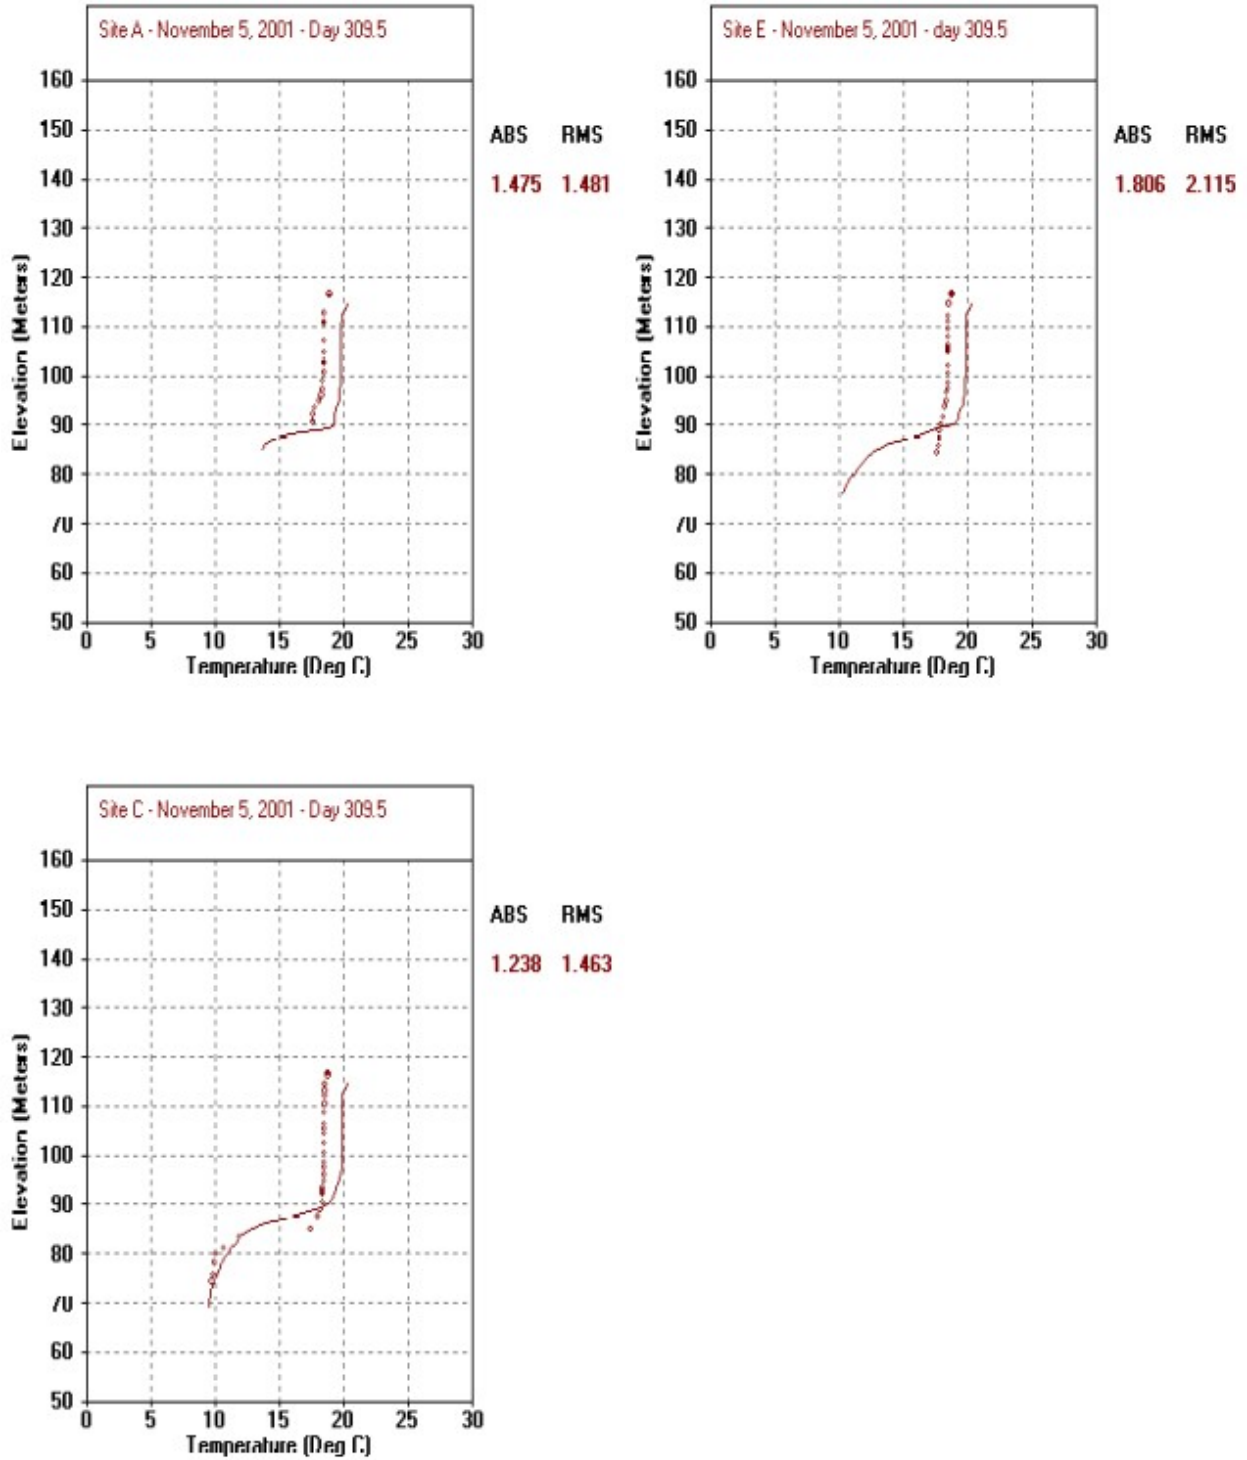 Site A - November 5, 2001 - Day 309.5
160
150
140
130
120
110
100
90
80
70
60
50
0 5 10 15 20 25 30
Elevation (Meters)
Temperature (Deg C)
ABS RMS
1.475 1.481
Site E - November 5, 2001 - day 309.5
160
150
140
130
120
110
100
90
80
70
60
50
0 5 10 15 20 25 30
Elevation (Meters)
Temperature (Deg C)
ABS RMS
1.806 2.115
Site C - November 5, 2001 - Day 309.5
160
150
140
130
120
110
100
90
80
70
60
50
0 5 10 15 20 25 30
Elevation (Meters)
Temperature (Deg C)
ABS RMS
1.238 1.463